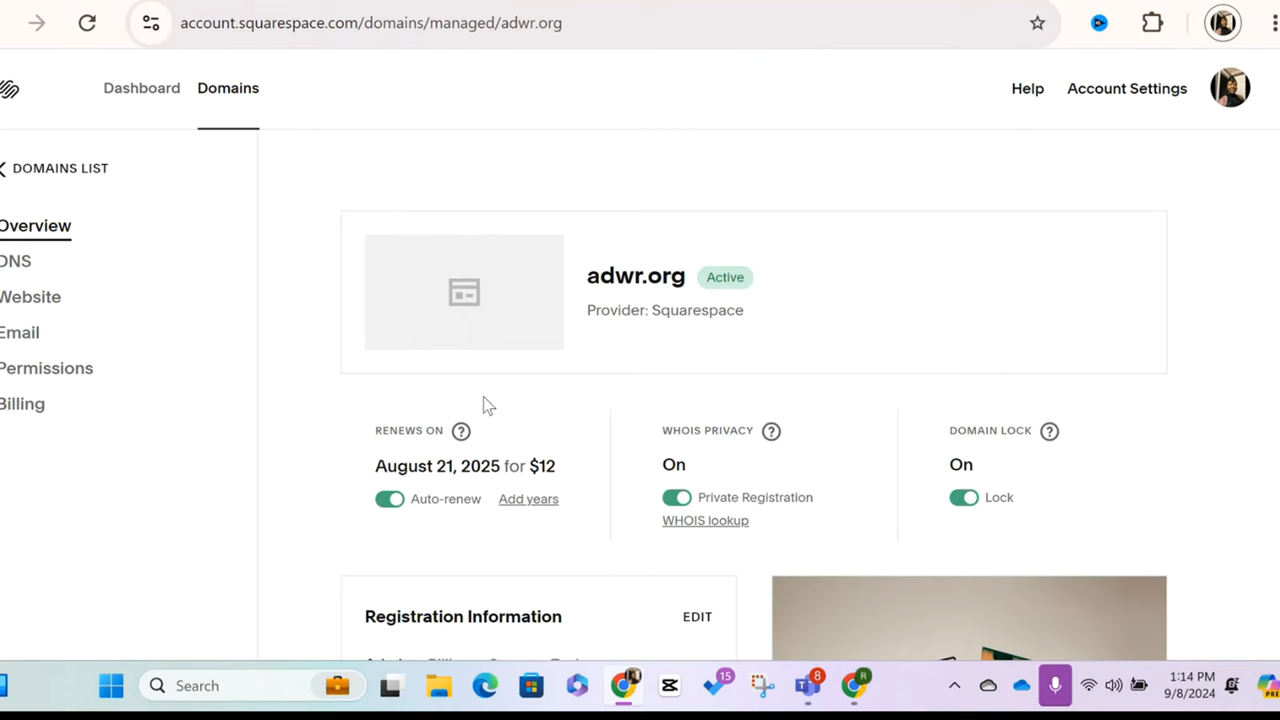 account.squarespace.com/domains/managed/adwr.org
Dashboard Domains Help Account Settings
DOMAINS LIST
Overview
DNS
Website
Email
Permissions
Billing
adwr.org Active
Provider: Squarespace
RENEWS ON ?
August 21, 2025 for $12
Auto-renew Add years
WHOIS PRIVACY ?
On
Private Registration
WHOIS lookup
DOMAIN LOCK ?
On
Lock
Registration Information EDIT
Search
15
8
R
1:14 PM
9/8/2024
PRE